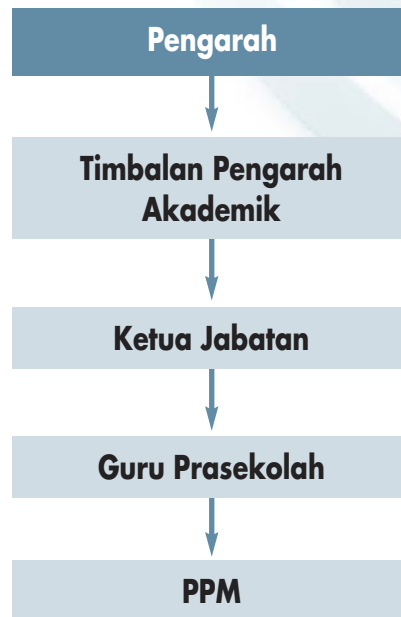 Pengarah
Timbalan Pengarah
Akademik
Ketua Jabatan
Guru Prasekolah
PPM